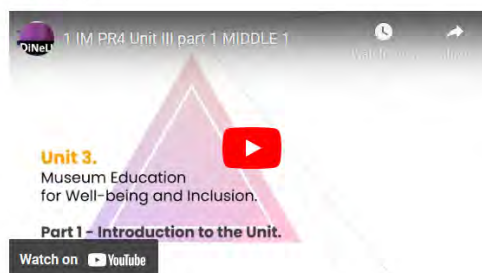 DiNeU
1 IM PR4 Unit III part 1 MIDDLE 1
Unit 3.
Museum Education
for Well-being and Inclusion.
Part 1 - Introduction to the Unit.
Watch on YouTube